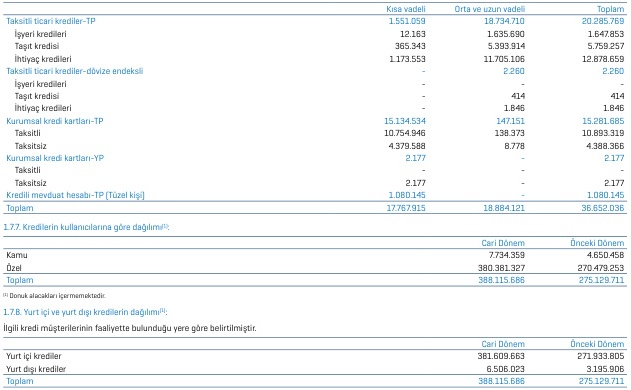 Kısa vadeli Orta ve uzun vadeli Toplam
Taksitli ticari krediler-TP 1.551.059 18.734.710 20.285.769
İşyeri kredileri 12.163 1.635.690 1.647.853
Taşıt kredisi 365.343 5.393.914 5.759.257
İhtiyaç kredileri 1.173.553 11.705.106 12.878.659
Taksitli ticari krediler-dövize endeksli - 2.260 2.260
İşyeri kredileri - - -
Taşıt kredisi - 414 414
İhtiyaç kredileri - 1.846 1.846
Kurumsal kredi kartları-TP 15.134.534 147.151 15.281.685
Taksitli 10.754.946 138.373 10.893.319
Taksitsiz 4.379.588 8.778 4.388.366
Kurumsal kredi kartları-YP 2.177 - 2.177
Taksitli - - -
Taksitsiz 2.177 - 2.177
Kredili mevduat hesabı-TP (Tüzel kişi) 1.080.145 - 1.080.145
Toplam 17.767.915 18.884.121 36.652.036
1.7.7. Kredilerin kullanıcılarına göre dağılımı(1):
Cari Dönem Önceki Dönem
Kamu 7.734.359 4.650.458
Özel 380.381.327 270.479.253
Toplam 388.115.686 275.129.711
(1) Donuk alacakları içermemektedir.
1.7.8. Yurt içi ve yurt dışı kredilerin dağılımı(1):
İlgili kredi müşterilerinin faaliyette bulunduğu yere göre belirtilmiştir.
Cari Dönem Önceki Dönem
Yurt içi krediler 381.609.663 271.933.805
Yurt dışı krediler 6.506.023 3.195.906
Toplam 388.115.686 275.129.711